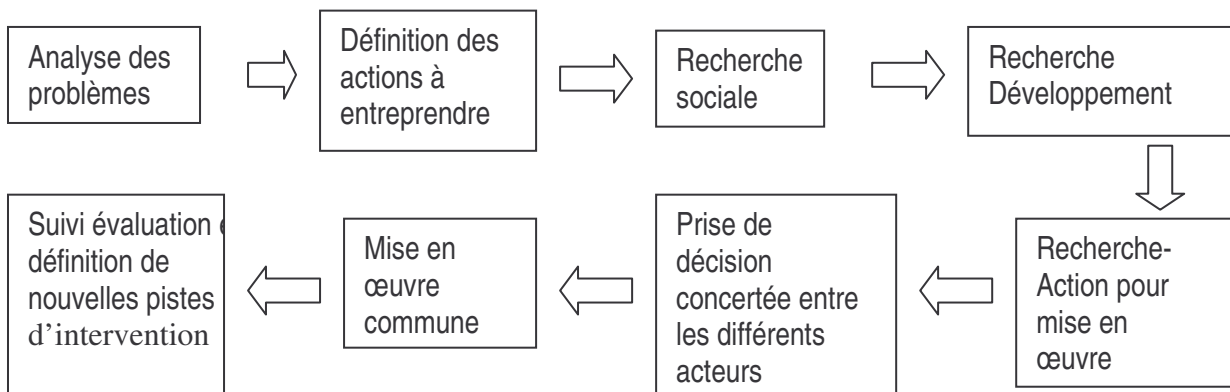 Analyse des
problèmes
Définition des
actions à
entreprendre
Recherche
sociale
Recherche
Développement
Recherche-
Action pour
mise en
œuvre
Prise de
décision
concertée entre
les différents
acteurs
Mise en
œuvre
commune
Suivi évaluation
définition de
nouvelles pistes
d’intervention